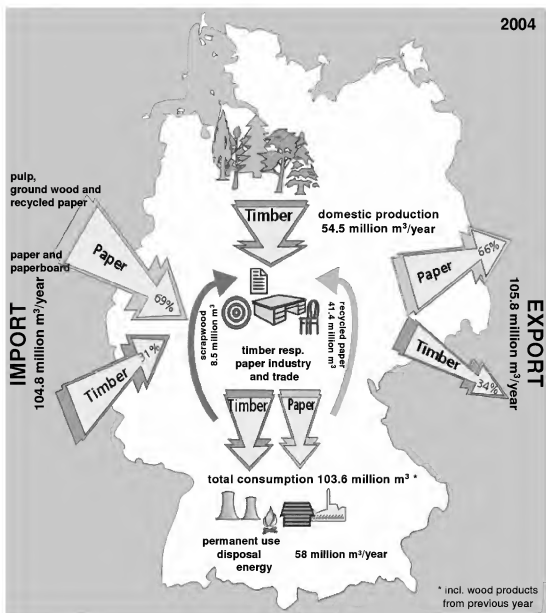 2004
pulp,
ground wood and
recycled paper
paper and
paperboard
Paper
69%
IMPORT
104.8 million m³/year
Timber
31%
Timber
domestic production
54.5 million m³/year
scrapwood
8.5 million m³
recycled paper
41.4 million m³
timber resp.
paper industry
and trade
Timber
Paper
total consumption 103.6 million m³ *
permanent use
disposal
energy
58 million m³/year
Paper
66%
Timber
34%
EXPORT
105.8 million m³/year
* incl. wood products
from previous year